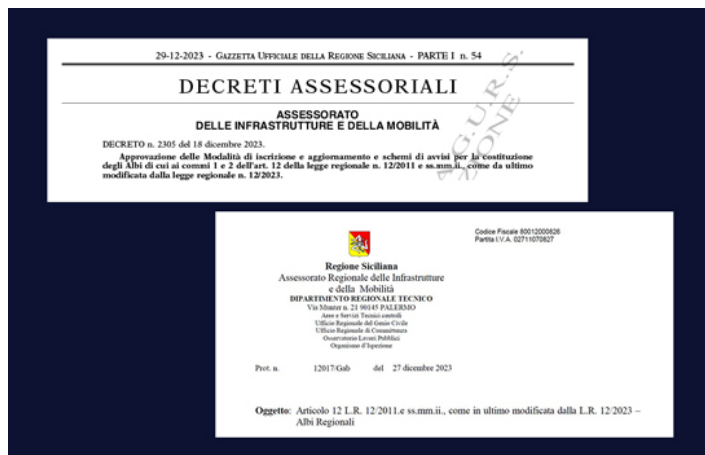 29-12-2023 - GAZZETTA UFFICIALE DELLA REGIONE SICILIANA - PARTE I n. 54
DECRETI ASSESSORIALI
ASSESSORATO
DELLE INFRASTRUTTURE E DELLA MOBILITÀ
DECRETO n. 2305 del 18 dicembre 2023.
Approvazione delle Modalità di iscrizione e aggiornamento e schemi di avvisi per la costituzione
degli Albi di cui ai commi 1 e 2 dell'art. 12 della legge regionale n. 12/2011 e ss.mm.ii., come da ultimo
modificata dalla legge regionale n. 12/2023.
G.U.R.S.
ZIONE
Codice Fiscale 80012000826
Partita I.V.A. 02711070827
Regione Siciliana
Assessorato Regionale delle Infrastrutture
e della Mobilità
DIPARTIMENTO REGIONALE TECNICO
Via Munter n. 21 90145 PALERMO
Aree e Servizi Tecnici centrali
Ufficio Regionale del Genio Civile
Ufficio Regionale di Committenza
Osservatorio Lavori Pubblici
Organismo d'Ispezione
Prot. n. 12017/Gab del 27 dicembre 2023
Oggetto: Articolo 12 L.R. 12/2011.e ss.mm.ii., come in ultimo modificata dalla L.R. 12/2023 –
Albi Regionali